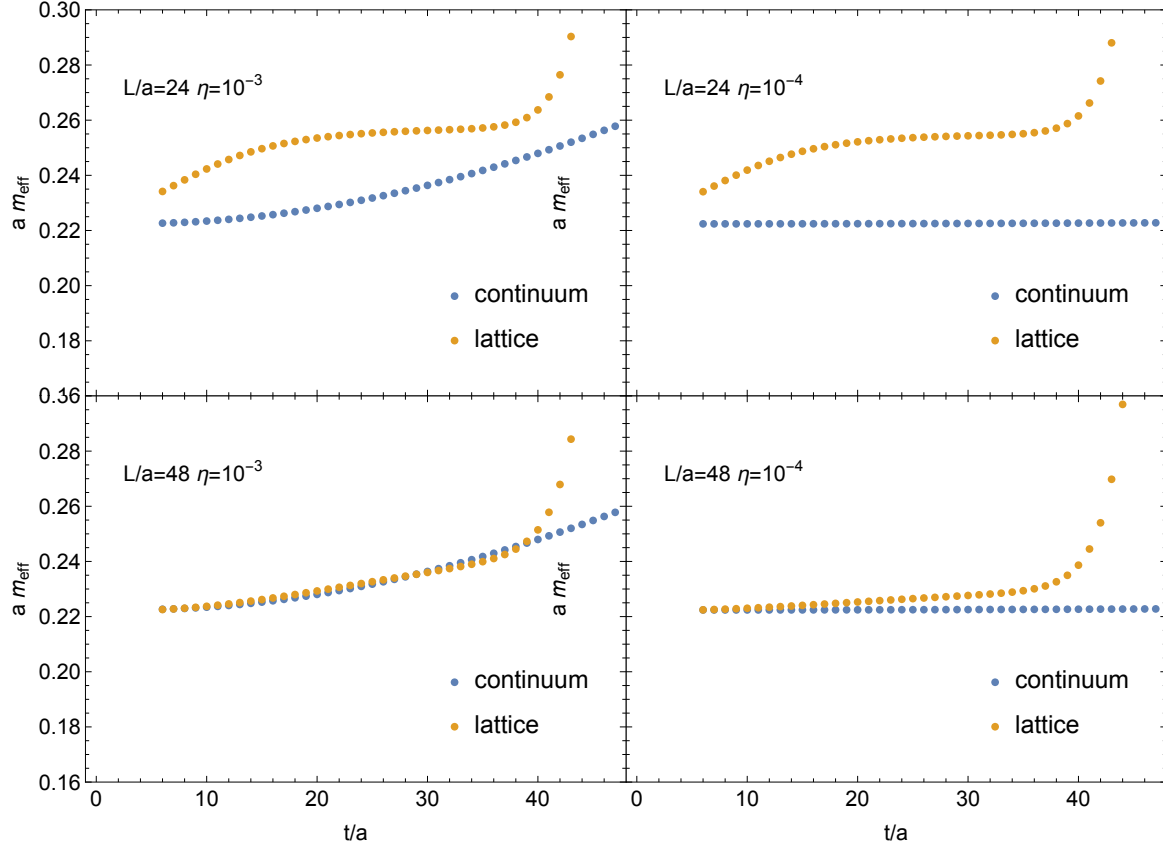 0.30
0.28
0.26
0.24
0.22
0.20
0.18
0.16
a m_eff
L/a=24 η=10⁻³
continuum
lattice
a m_eff
L/a=24 η=10⁻⁴
continuum
lattice
0.28
0.26
0.24
0.22
0.20
0.18
0.16
a m_eff
L/a=48 η=10⁻³
continuum
lattice
a m_eff
L/a=48 η=10⁻⁴
continuum
lattice
0 10 20 30 40
0 10 20 30 40
t/a
t/a